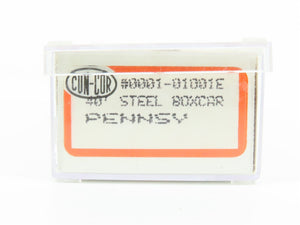 CON-COR
#0001-01001E
40' STEEL BOXCAR
PENNSY